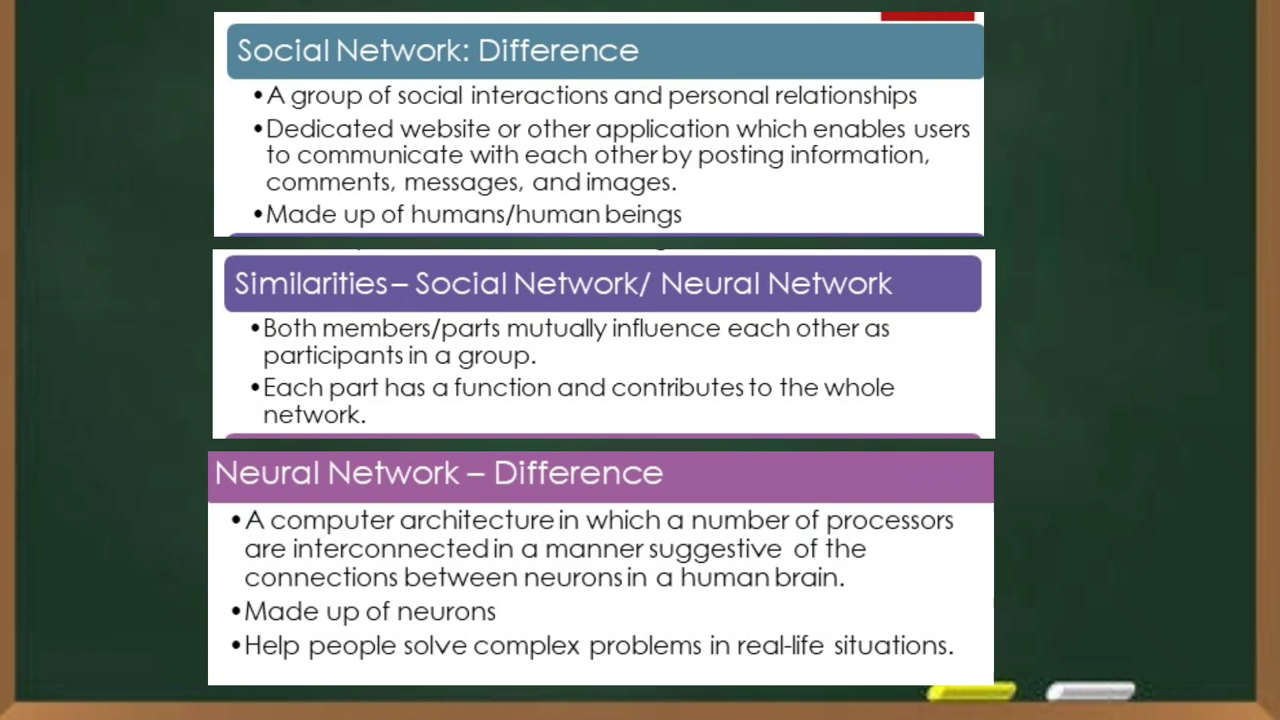 Social Network: Difference
•A group of social interactions and personal relationships
•Dedicated website or other application which enables users
to communicate with each other by posting information,
comments, messages, and images.
•Made up of humans/human beings
Similarities – Social Network/ Neural Network
•Both members/parts mutually influence each other as
participants in a group.
•Each part has a function and contributes to the whole
network.
Neural Network – Difference
•A computer architecture in which a number of processors
are interconnected in a manner suggestive of the
connections between neurons in a human brain.
•Made up of neurons
•Help people solve complex problems in real-life situations.